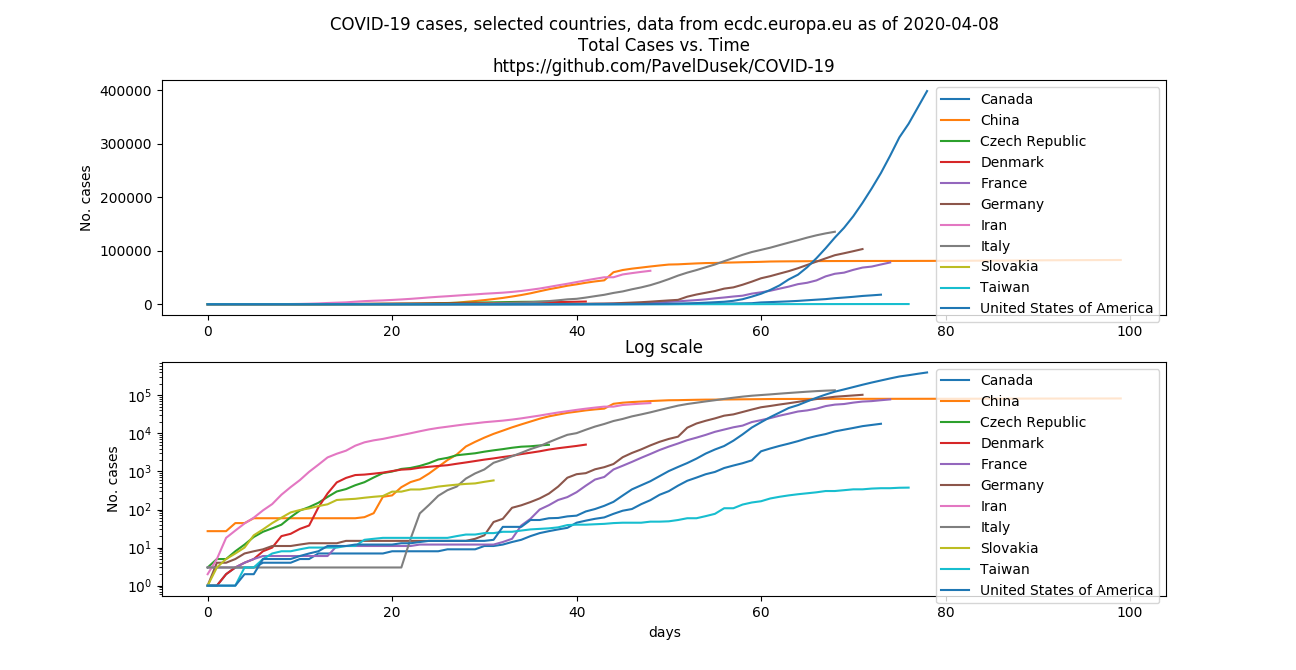 COVID-19 cases, selected countries, data from ecdc.europa.eu as of 2020-04-08
Total Cases vs. Time
https://github.com/PavelDusek/COVID-19
No. cases
400000
300000
200000
100000
0
0 20 40 60 80 100
Canada
China
Czech Republic
Denmark
France
Germany
Iran
Italy
Slovakia
Taiwan
United States of America
Log scale
No. cases
10⁵
10⁴
10³
10²
10¹
10⁰
0 20 40 60 80 100
days
Canada
China
Czech Republic
Denmark
France
Germany
Iran
Italy
Slovakia
Taiwan
United States of America